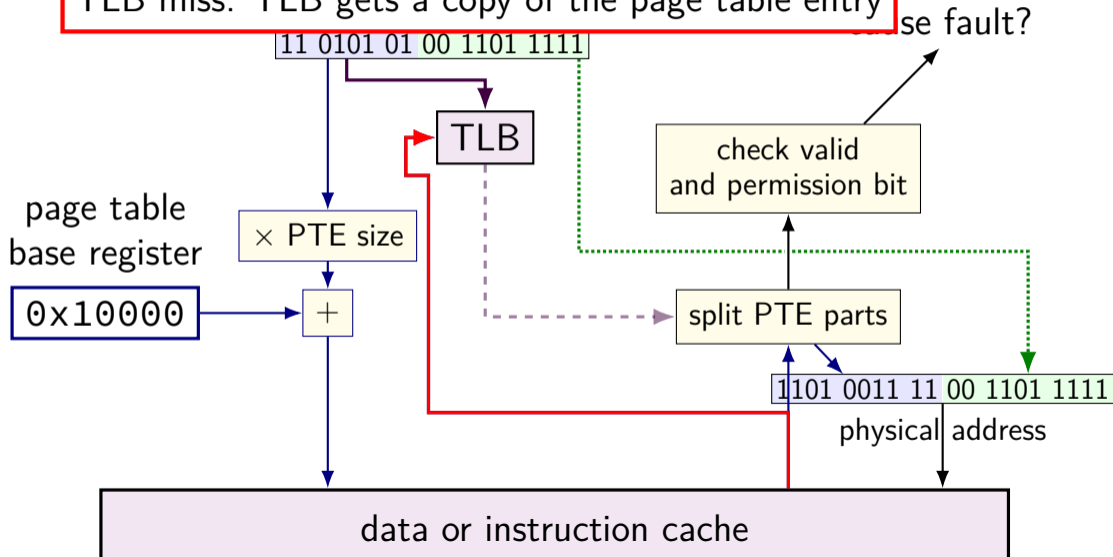 TLB miss: TLB gets a copy of the page table entry
cause fault?
11 0101 01 00 1101 1111
TLB
check valid
and permission bit
page table
base register
× PTE size
0x10000
+
split PTE parts
1101 0011 11 00 1101 1111
physical address
data or instruction cache